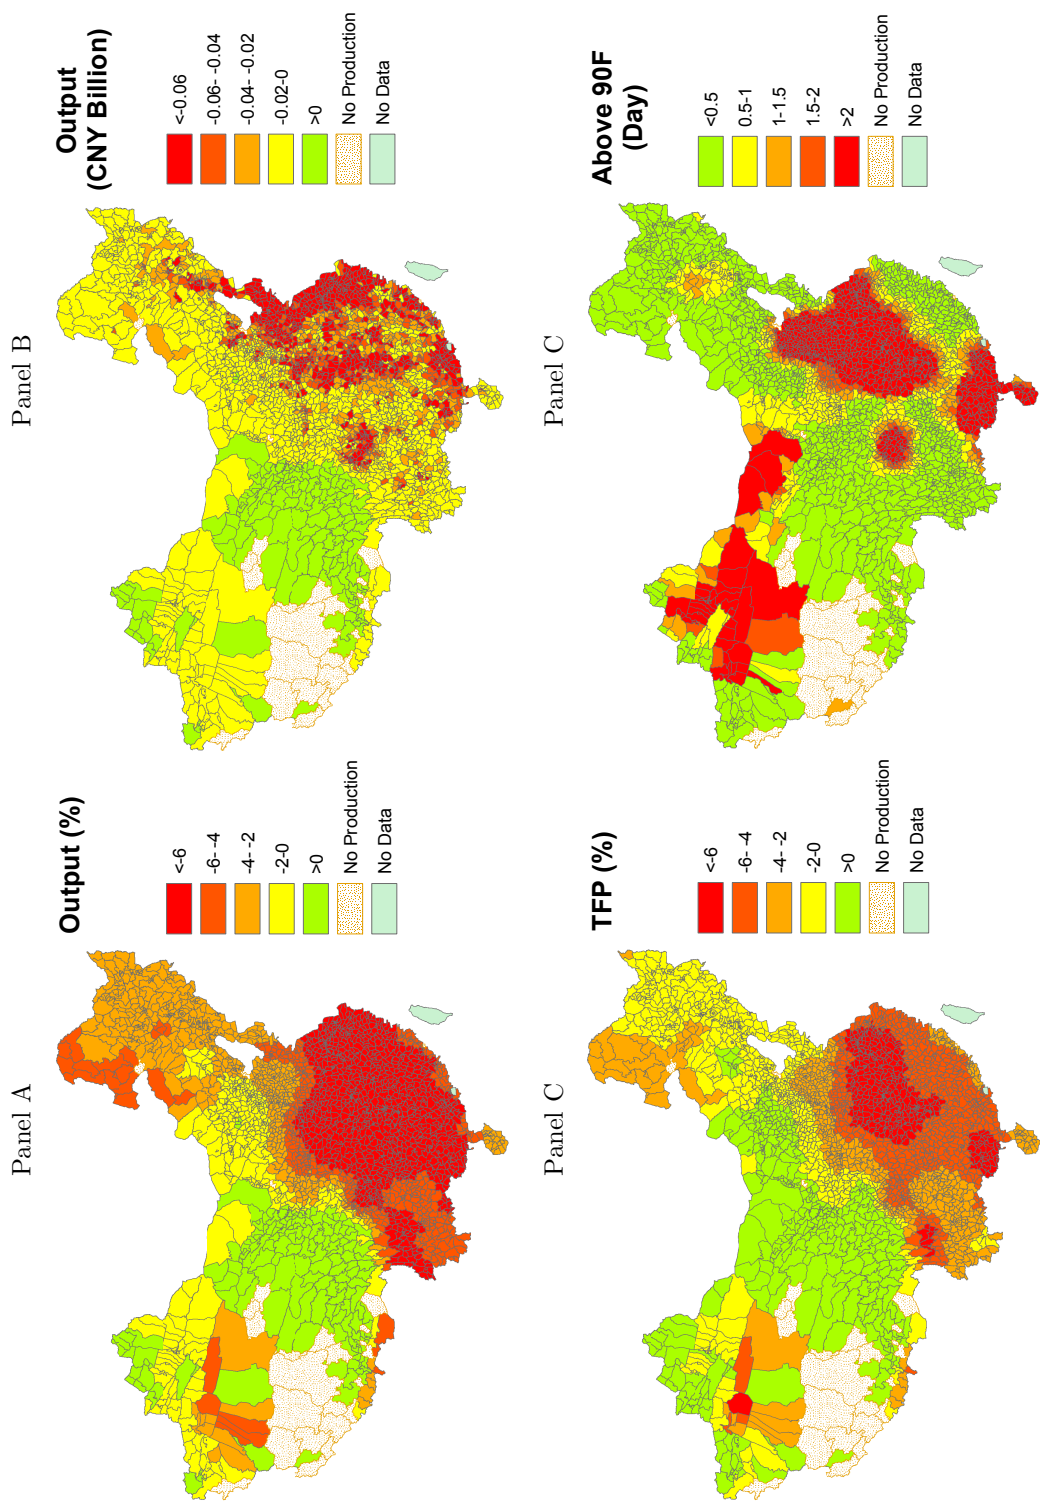 Panel A
Output (%)
<-6
-6- -4
-4- -2
-2-0
>0
No Production
No Data
Panel B
Output
(CNY Billion)
<-0.06
-0.06- -0.04
-0.04- -0.02
-0.02-0
>0
No Production
No Data
Panel C
TFP (%)
<-6
-6- -4
-4- -2
-2-0
>0
No Production
No Data
Panel C
Above 90F
(Day)
<0.5
0.5-1
1-1.5
1.5-2
>2
No Production
No Data